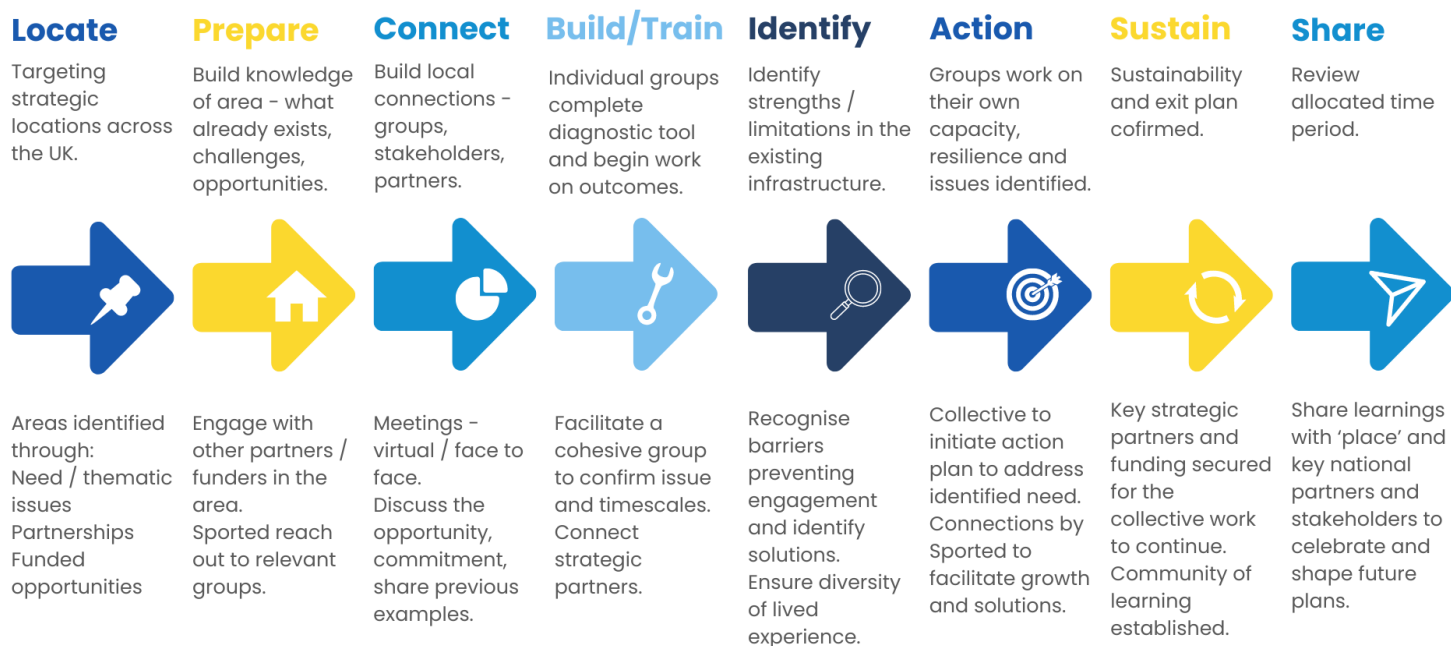 Locate
Targeting
strategic
locations across
the UK.
Areas identified
through:
Need / thematic
issues
Partnerships
Funded
opportunities
Prepare
Build knowledge
of area - what
already exists,
challenges,
opportunities.
Engage with
other partners /
funders in the
area.
Sported reach
out to relevant
groups.
Connect
Build local
connections -
groups,
stakeholders,
partners.
Meetings -
virtual / face to
face.
Discuss the
opportunity,
commitment,
share previous
examples.
Build/Train
Individual groups
complete
diagnostic tool
and begin work
on outcomes.
Facilitate a
cohesive group
to confirm issue
and timescales.
Connect
strategic
partners.
Identify
Identify
strengths /
limitations in the
existing
infrastructure.
Recognise
barriers
preventing
engagement
and identify
solutions.
Ensure diversity
of lived
experience.
Action
Groups work on
their own
capacity,
resilience and
issues identified.
Collective to
initiate action
plan to address
identified need.
Connections by
Sported to
facilitate growth
and solutions.
Sustain
Sustainability
and exit plan
cofirmed.
Key strategic
partners and
funding secured
for the
collective work
to continue.
Community of
learning
established.
Share
Review
allocated time
period.
Share learnings
with ‘place’ and
key national
partners and
stakeholders to
celebrate and
shape future
plans.